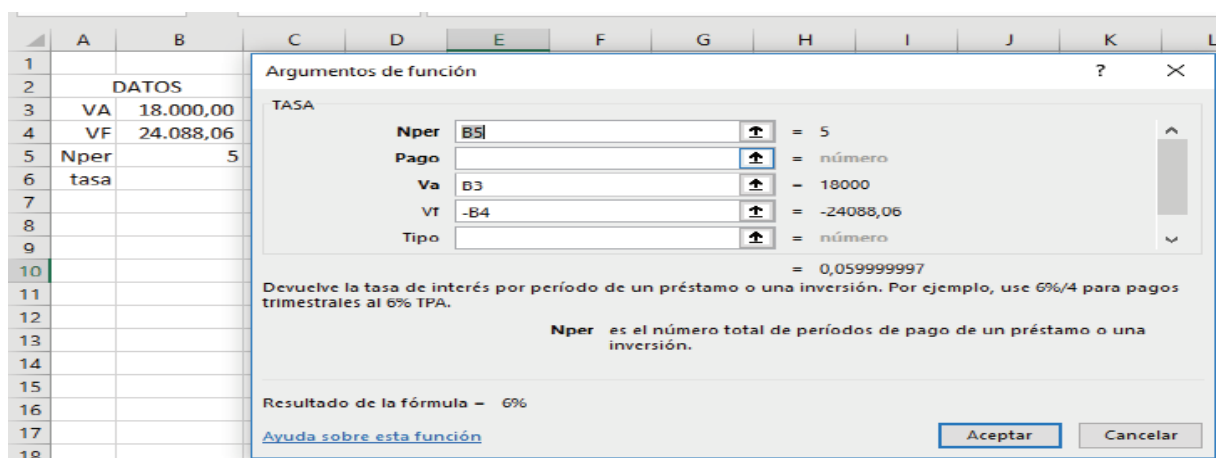 A B C D E F G H I J K L
1
2 DATOS
3 VA 18.000,00
4 VF 24.088,06
5 Nper 5
6 tasa
7
8
9
10
11
12
13
14
15
16
17
18
Argumentos de función ? ×
TASA
Nper B5 = 5
Pago = número
Va B3 = 18000
Vf -B4 = -24088,06
Tipo = número
= 0,059999997
Devuelve la tasa de interés por período de un préstamo o una inversión. Por ejemplo, use 6%/4 para pagos
trimestrales al 6% TPA.
Nper es el número total de períodos de pago de un préstamo o una
inversión.
Resultado de la fórmula = 6%
Ayuda sobre esta función
Aceptar Cancelar